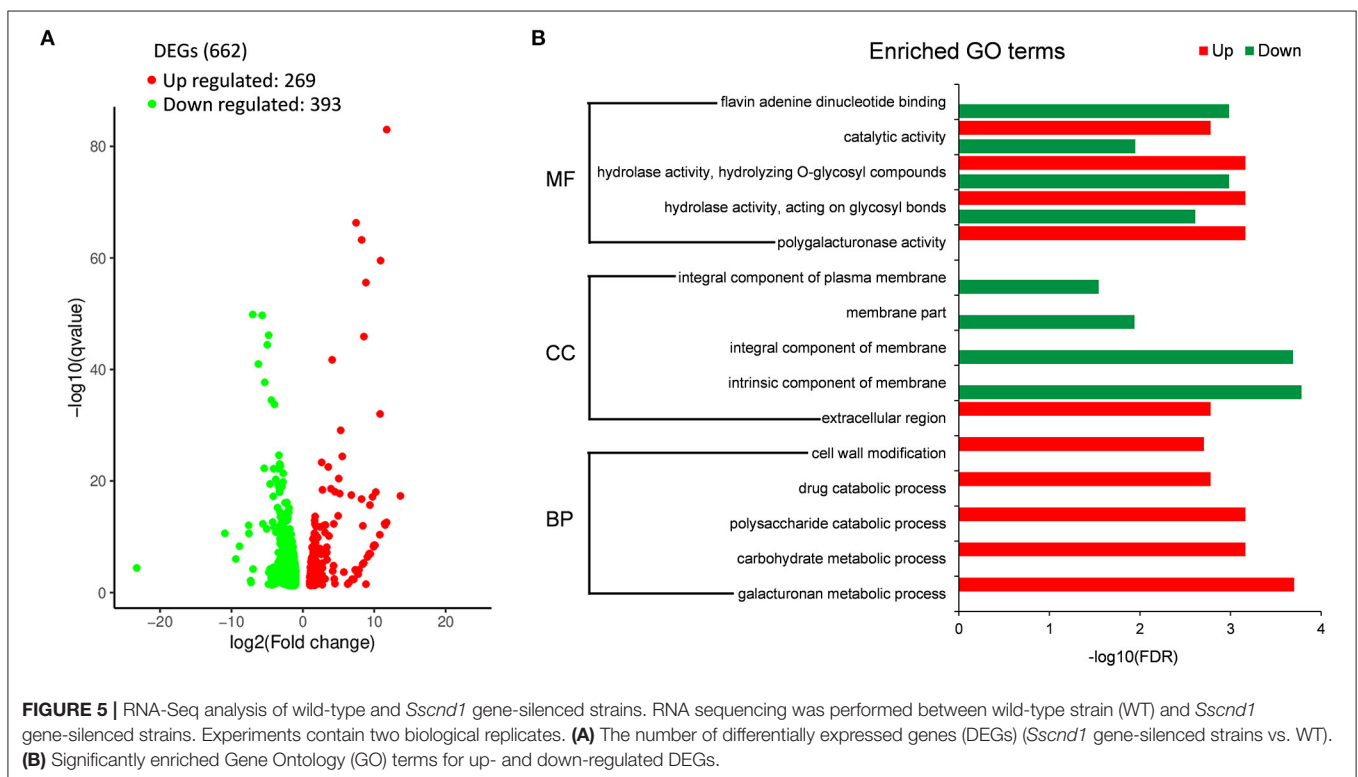 A
DEGs (662)
Up regulated: 269
Down regulated: 393
80
60
40
20
0
−log10(qvalue)
−20
−10
0
10
20
log2(Fold change)
B
Enriched GO terms
Up
Down
MF
flavin adenine dinucleotide binding
catalytic activity
hydrolase activity, hydrolyzing O-glycosyl compounds
hydrolase activity, acting on glycosyl bonds
polygalacturonase activity
CC
integral component of plasma membrane
membrane part
integral component of membrane
intrinsic component of membrane
extracellular region
BP
cell wall modification
drug catabolic process
polysaccharide catabolic process
carbohydrate metabolic process
galacturonan metabolic process
0
1
2
3
4
-log10(FDR)
FIGURE 5 | RNA-Seq analysis of wild-type and Sscnd1 gene-silenced strains. RNA sequencing was performed between wild-type strain (WT) and Sscnd1
gene-silenced strains. Experiments contain two biological replicates. (A) The number of differentially expressed genes (DEGs) (Sscnd1 gene-silenced strains vs. WT).
(B) Significantly enriched Gene Ontology (GO) terms for up- and down-regulated DEGs.